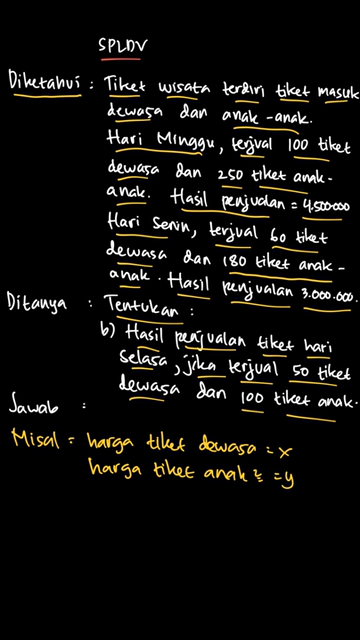 SPLDV
Diketahui : Tiket wisata terdiri tiket masuk
dewasa dan anak-anak.
Hari Minggu, terjual 100 tiket
dewasa dan 250 tiket anak-
anak. Hasil penjualan = 4.500.000
Hari Senin, terjual 60 tiket
dewasa dan 180 tiket anak-
anak. Hasil penjualan 3.000.000.
Ditanya : Tentukan :
b) Hasil penjualan tiket hari
selasa, jika terjual 50 tiket
dewasa dan 100 tiket anak.
Jawab :
Misal = harga tiket dewasa = x
harga tiket anak² = y